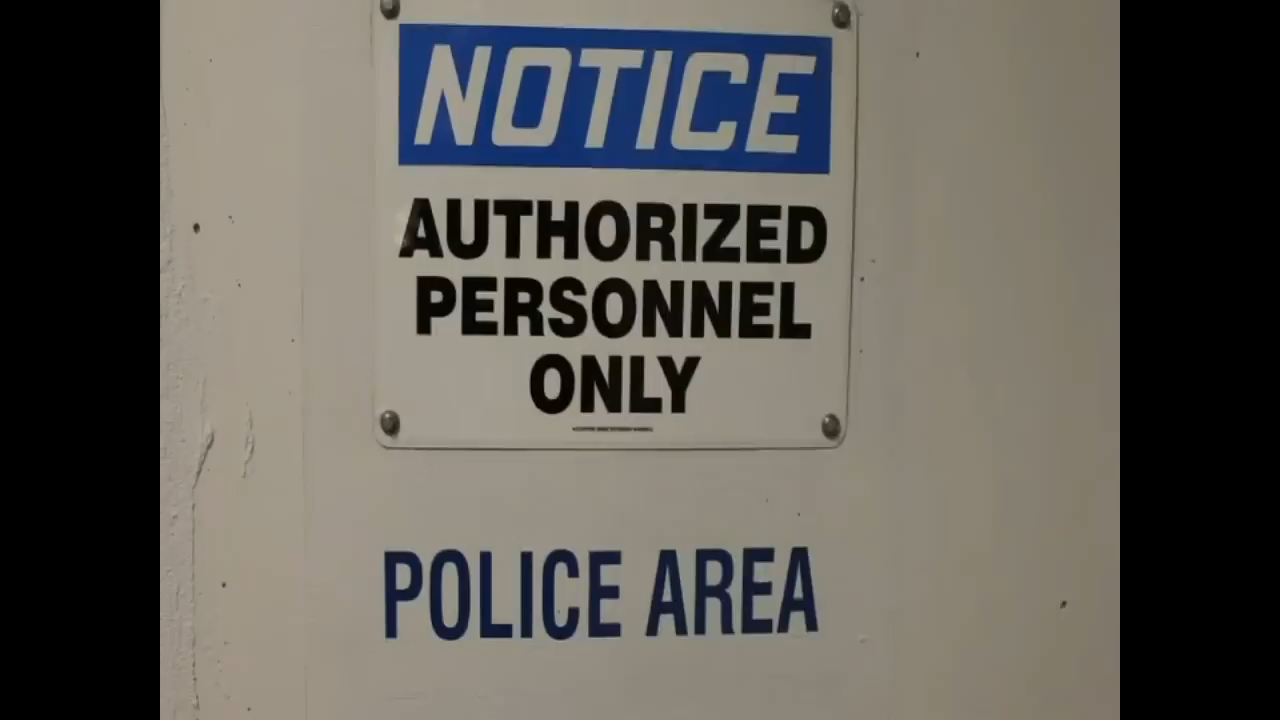 NOTICE
AUTHORIZED
PERSONNEL
ONLY
POLICE AREA